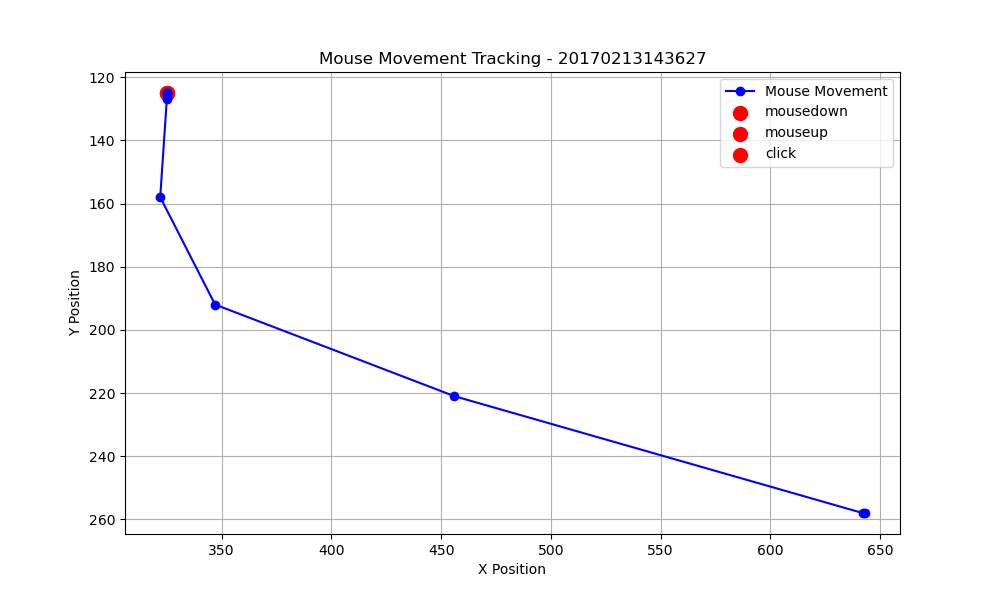 Mouse Movement Tracking - 20170213143627
Mouse Movement
mousedown
mouseup
click
120
140
160
180
200
220
240
260
Y Position
350
400
450
500
550
600
650
X Position